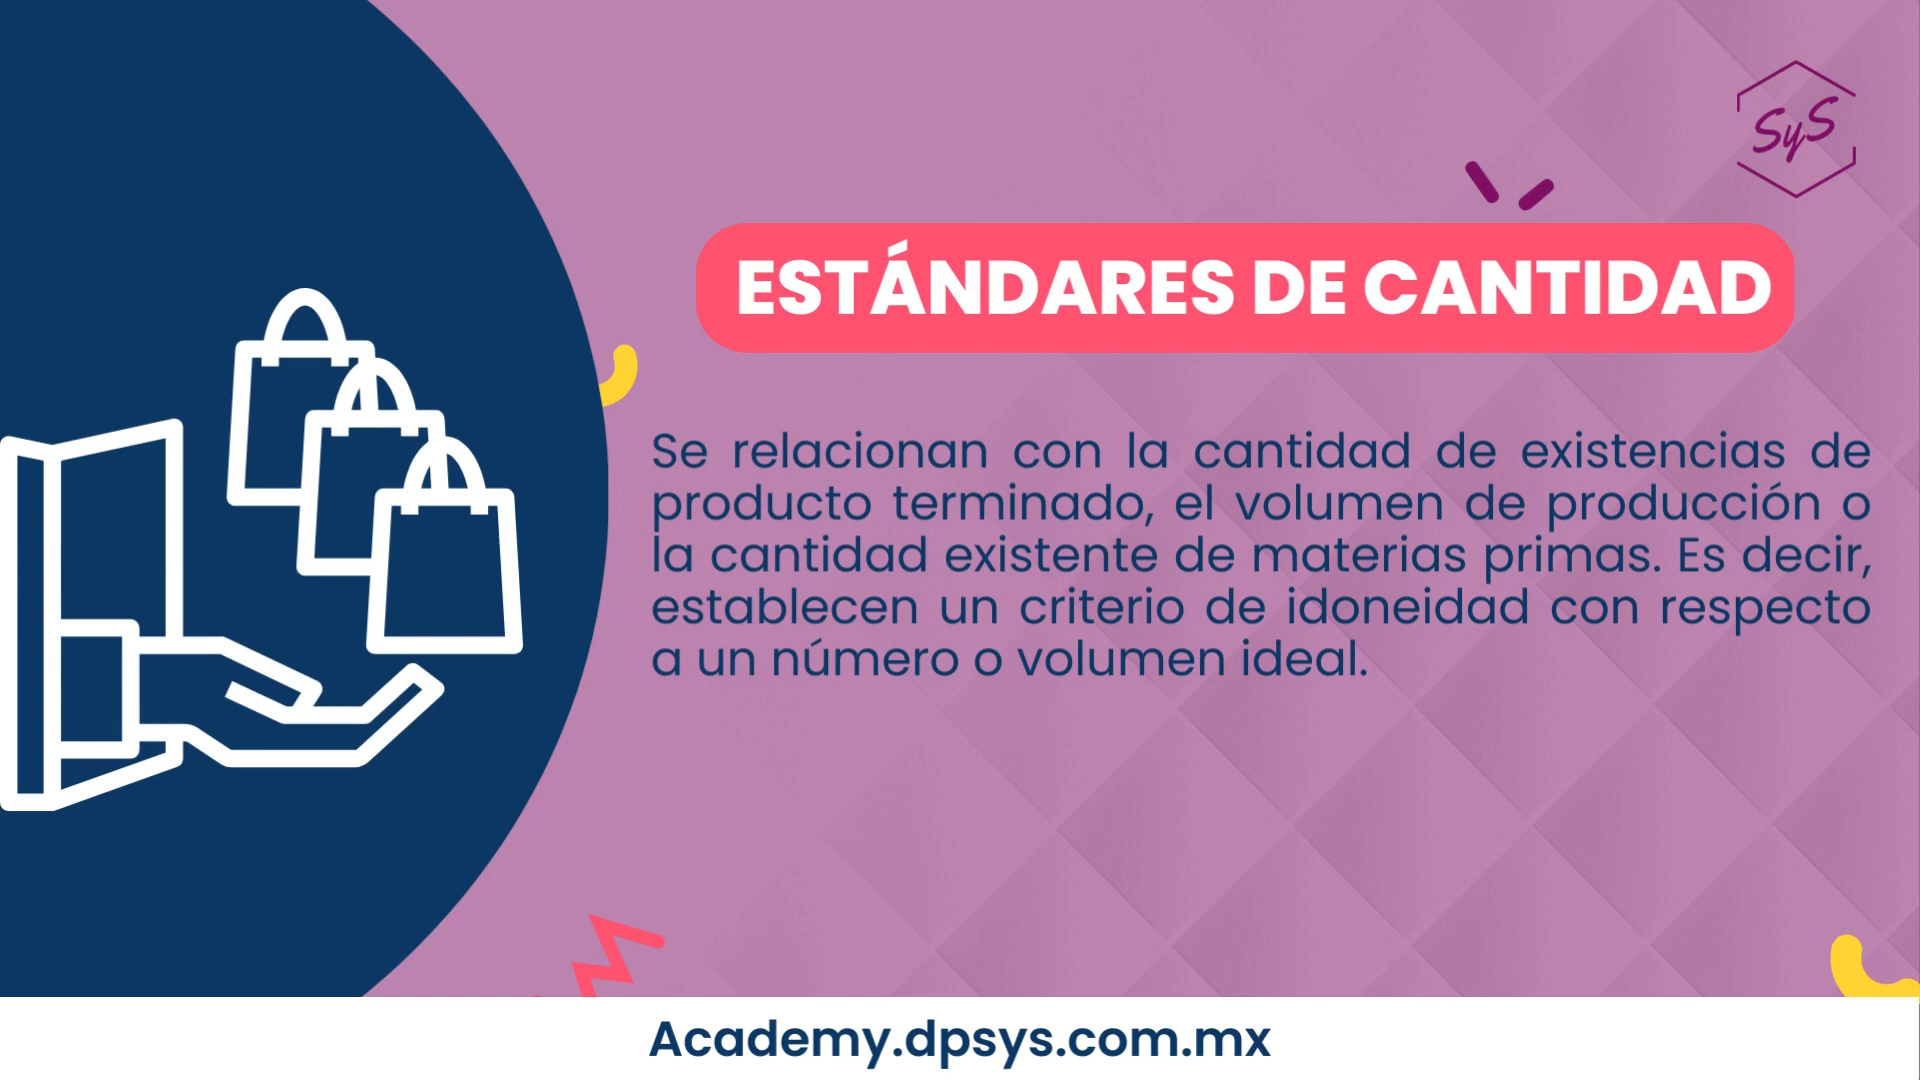 SyS
ESTÁNDARES DE CANTIDAD
Se relacionan con la cantidad de existencias de
producto terminado, el volumen de producción o
la cantidad existente de materias primas. Es decir,
establecen un criterio de idoneidad con respecto
a un número o volumen ideal.
Academy.dpsys.com.mx